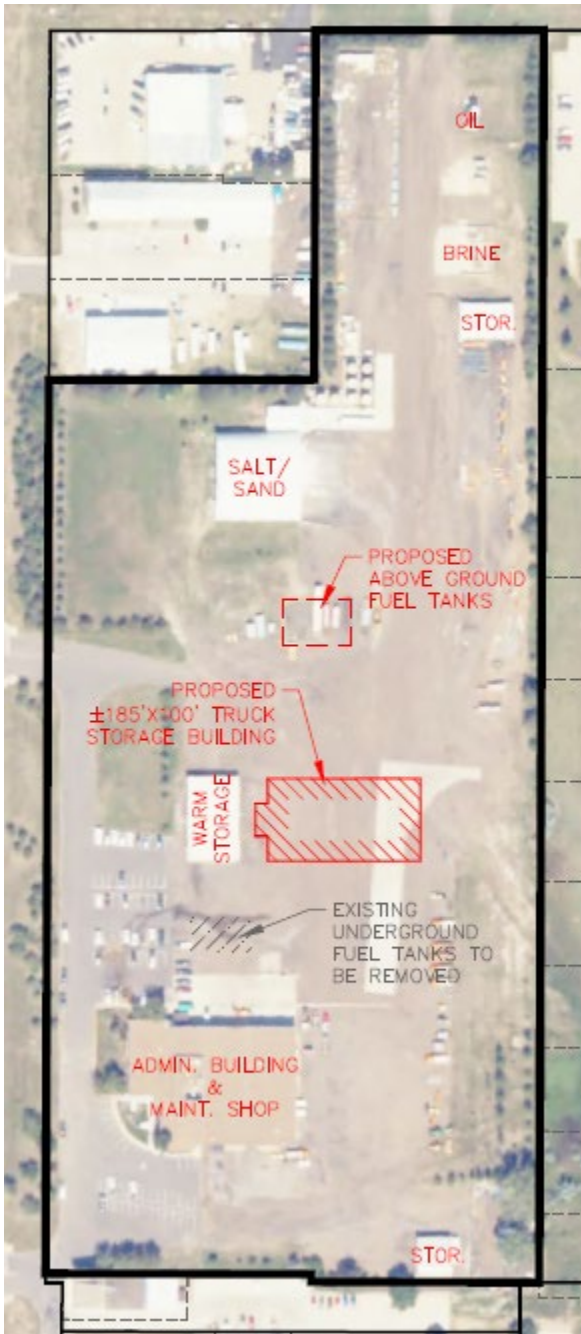 OIL
BRINE
STOR.
SALT/
SAND
PROPOSED
ABOVE GROUND
FUEL TANKS
PROPOSED
±185'X100' TRUCK
STORAGE BUILDING
WARM
STORAGE
EXISTING
UNDERGROUND
FUEL TANKS TO
BE REMOVED
ADMIN. BUILDING
&
MAINT. SHOP
STOR.